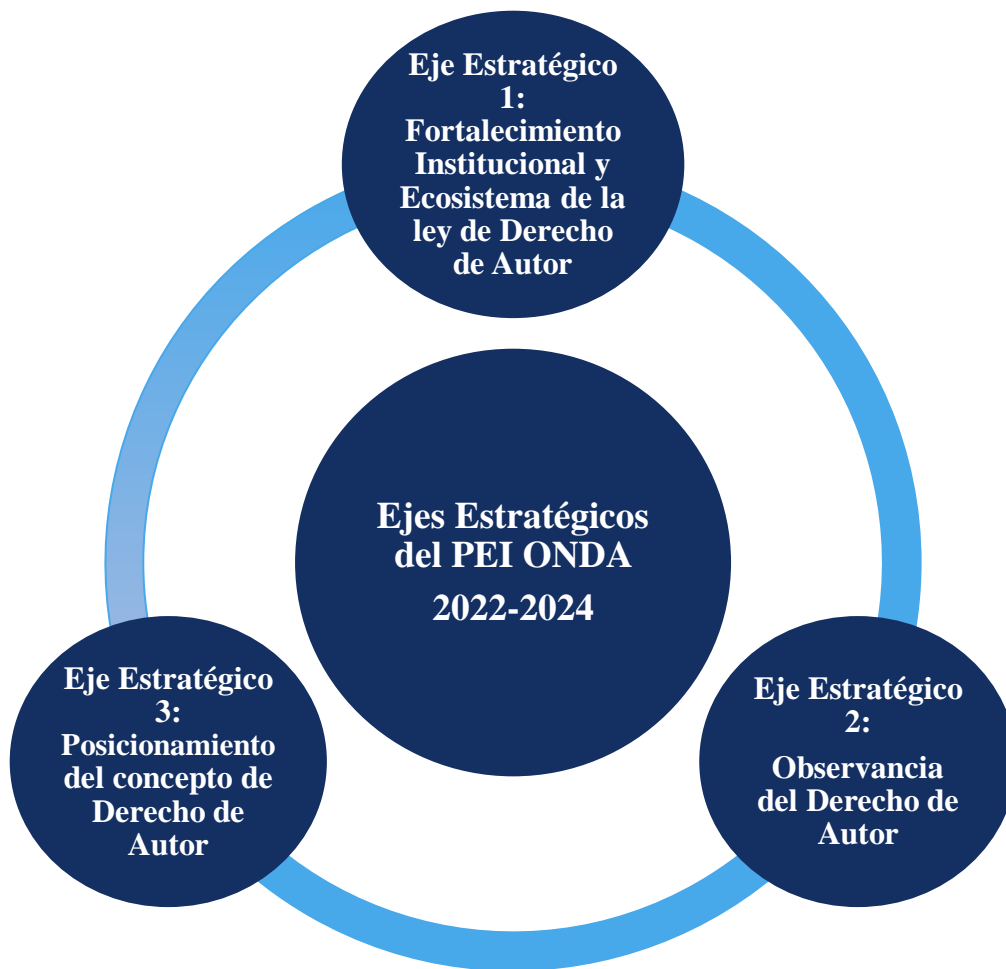 Eje Estratégico
1:
Fortalecimiento
Institucional y
Ecosistema de la
ley de Derecho
de Autor
Ejes Estratégicos
del PEI ONDA
2022-2024
Eje Estratégico
3:
Posicionamiento
del concepto de
Derecho de
Autor
Eje Estratégico
2:
Observancia
del Derecho de
Autor